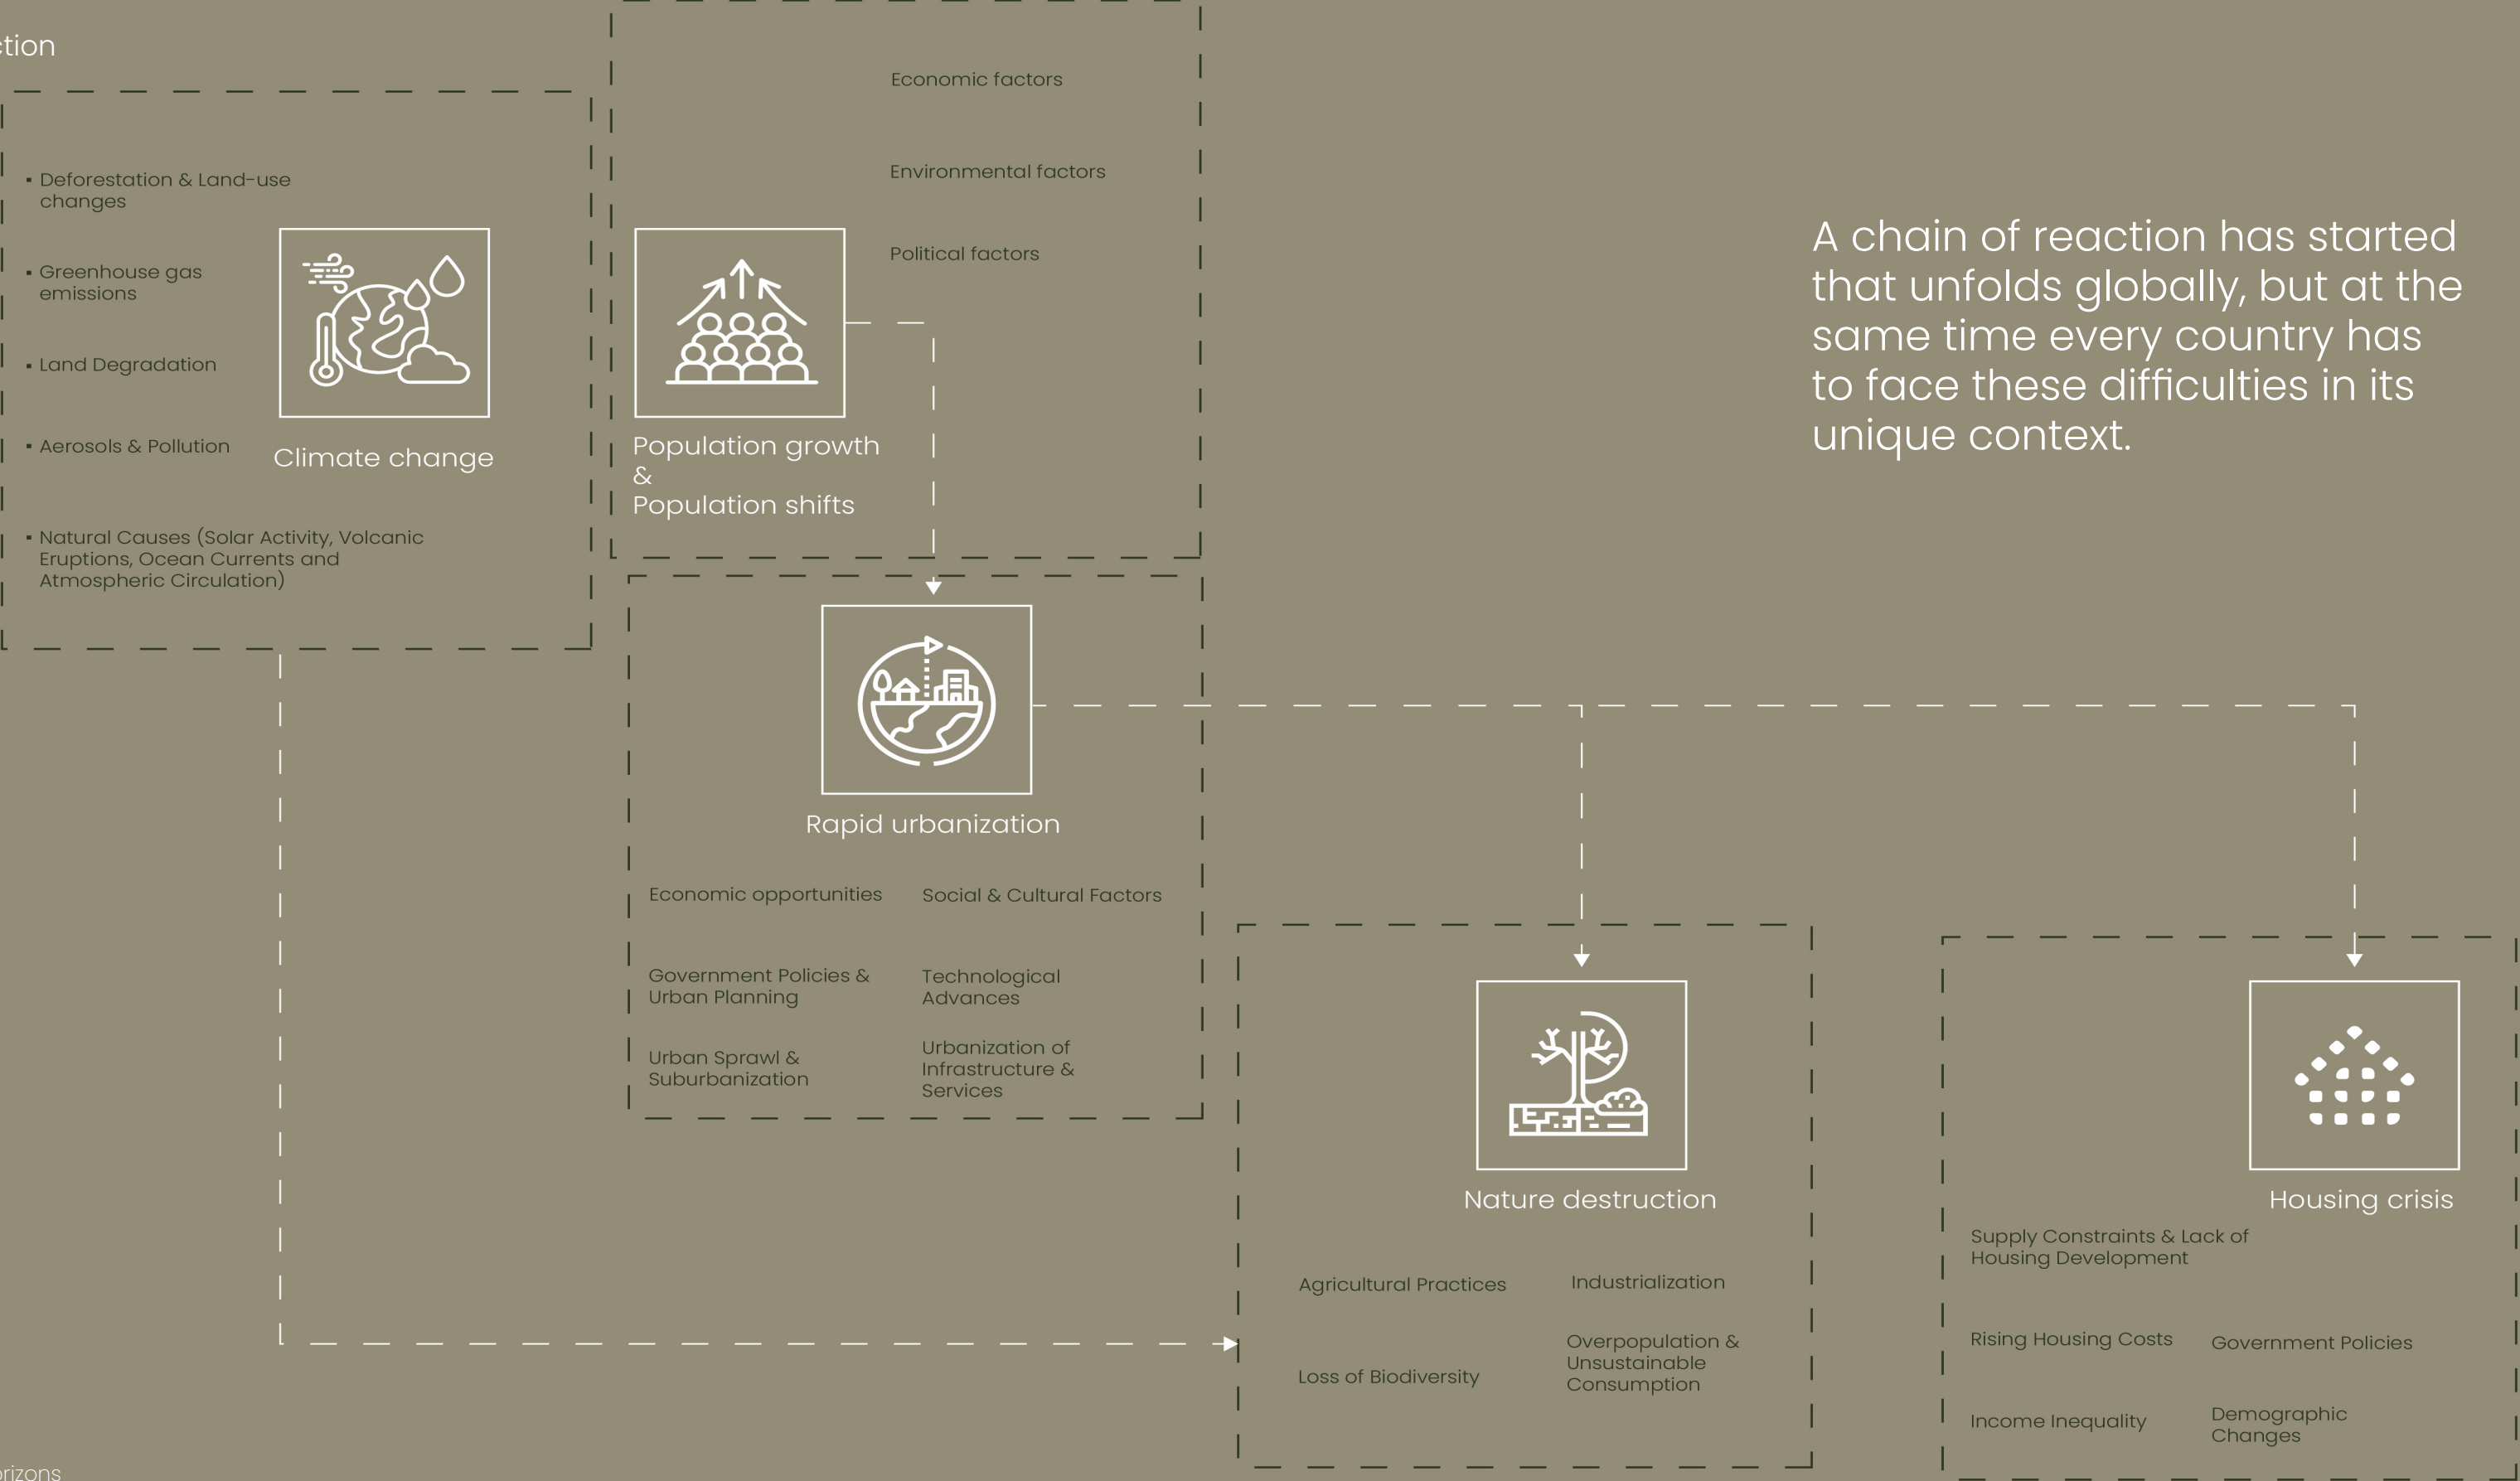 ction
▪ Deforestation & Land-use
changes
▪ Greenhouse gas
emissions
▪ Land Degradation
▪ Aerosols & Pollution
▪ Natural Causes (Solar Activity, Volcanic
Eruptions, Ocean Currents and
Atmospheric Circulation)
Climate change
Economic factors
Environmental factors
Political factors
Population growth
&
Population shifts
A chain of reaction has started
that unfolds globally, but at the
same time every country has
to face these difficulties in its
unique context.
Rapid urbanization
Economic opportunities
Social & Cultural Factors
Government Policies &
Urban Planning
Technological
Advances
Urban Sprawl &
Suburbanization
Urbanization of
Infrastructure &
Services
Nature destruction
Agricultural Practices
Industrialization
Loss of Biodiversity
Overpopulation &
Unsustainable
Consumption
Housing crisis
Supply Constraints & Lack of
Housing Development
Rising Housing Costs
Government Policies
Income Inequality
Demographic
Changes
orizons